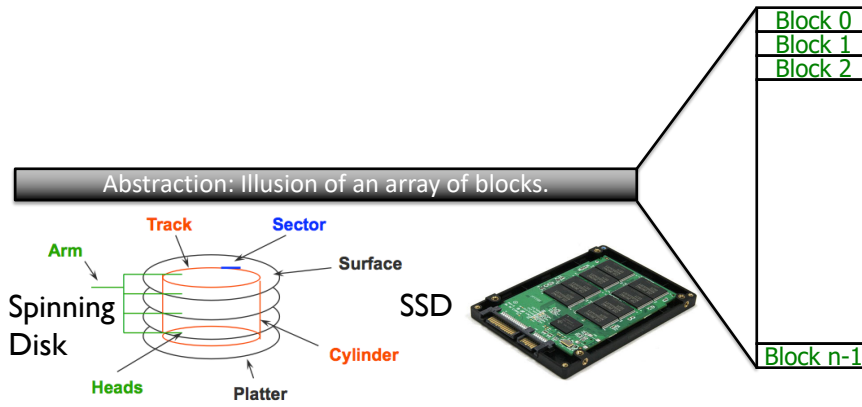 Block 0
Block 1
Block 2
Abstraction: Illusion of an array of blocks.
Track
Sector
Arm
Surface
Spinning
Disk
SSD
Cylinder
Heads
Platter
Block n-1